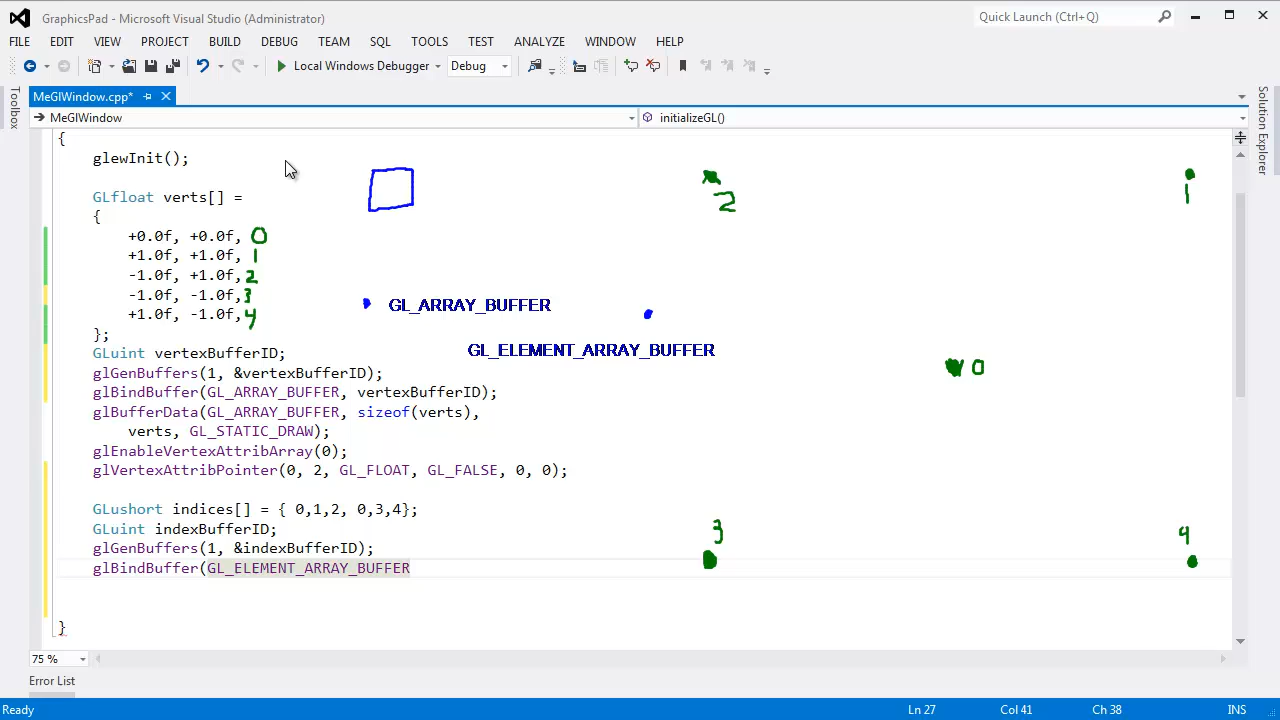 GraphicsPad - Microsoft Visual Studio (Administrator)
Quick Launch (Ctrl+Q)
FILE EDIT VIEW PROJECT BUILD DEBUG TEAM SQL TOOLS TEST ANALYZE WINDOW HELP
Local Windows Debugger Debug
Toolbox
Solution Explorer
MeGlWindow.cpp*
MeGlWindow initializeGL()
{
glewInit();
GLfloat verts[] =
{
+0.0f, +0.0f, 0
+1.0f, +1.0f, 1
-1.0f, +1.0f, 2
-1.0f, -1.0f, 3
+1.0f, -1.0f, 4
};
GLuint vertexBufferID;
glGenBuffers(1, &vertexBufferID);
glBindBuffer(GL_ARRAY_BUFFER, vertexBufferID);
glBufferData(GL_ARRAY_BUFFER, sizeof(verts),
verts, GL_STATIC_DRAW);
glEnableVertexAttribArray(0);
glVertexAttribPointer(0, 2, GL_FLOAT, GL_FALSE, 0, 0);
GLushort indices[] = { 0,1,2, 0,3,4};
GLuint indexBufferID;
glGenBuffers(1, &indexBufferID);
glBindBuffer(GL_ELEMENT_ARRAY_BUFFER
}
2
1
GL_ARRAY_BUFFER
GL_ELEMENT_ARRAY_BUFFER
0
3
4
75 %
Error List
Ready Ln 27 Col 41 Ch 38 INS